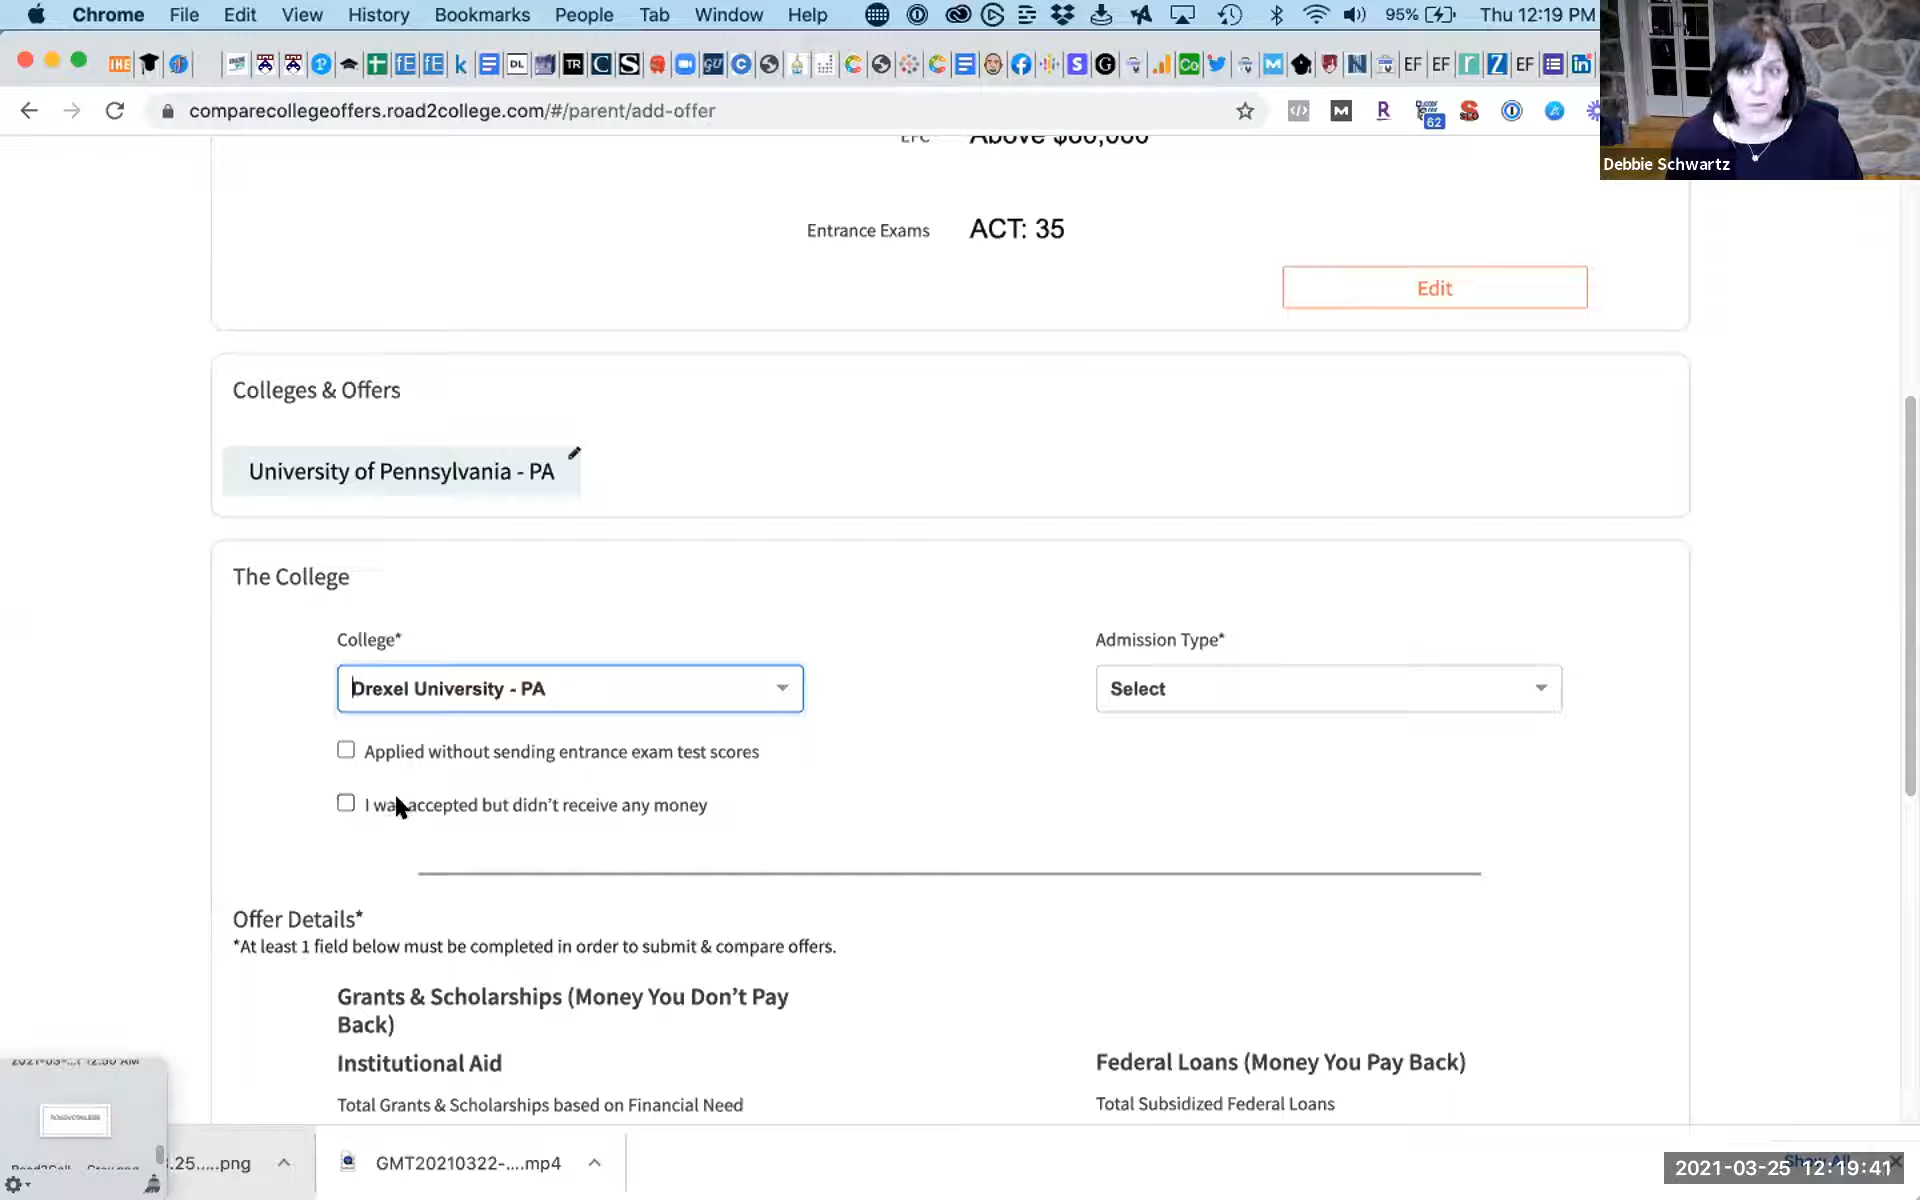 Chrome File Edit View History Bookmarks People Tab Window Help 95% Thu 12:19 PM
comparecollegeoffers.road2college.com/#/parent/add-offer
62
Debbie Schwartz
EFC Above $60,000
Entrance Exams ACT: 35
Edit
Colleges & Offers
University of Pennsylvania - PA
The College
College* Admission Type*
Drexel University - PA Select
Applied without sending entrance exam test scores
I was accepted but didn't receive any money
Offer Details*
*At least 1 field below must be completed in order to submit & compare offers.
Grants & Scholarships (Money You Don't Pay
Back)
Institutional Aid Federal Loans (Money You Pay Back)
Total Grants & Scholarships based on Financial Need Total Subsidized Federal Loans
.25.....png GMT20210322-....mp4 Show All
2021-03-25 12:19:41